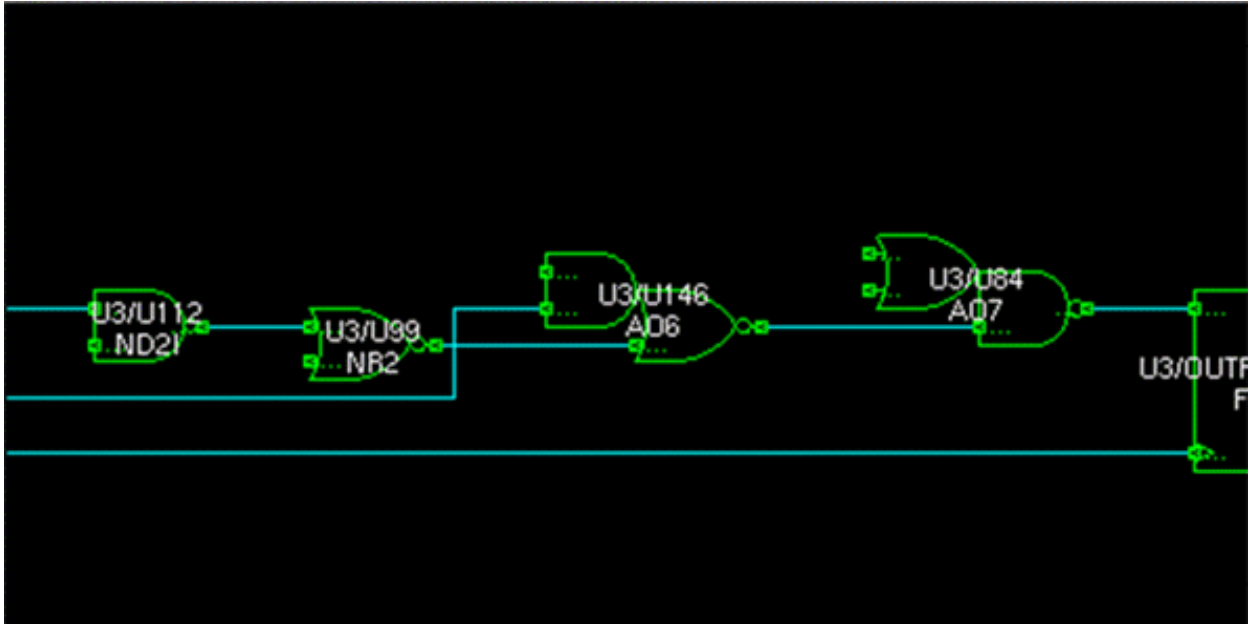 U3/U112
ND2I
U3/U99
NR2
U3/U146
AO6
U3/U84
AO7
U3/OUTF
F